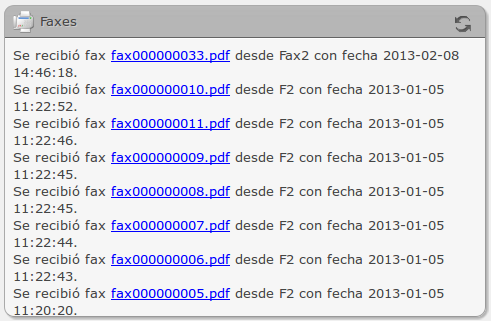 Faxes
Se recibió fax fax000000033.pdf desde Fax2 con fecha 2013-02-08
14:46:18.
Se recibió fax fax000000010.pdf desde F2 con fecha 2013-01-05
11:22:52.
Se recibió fax fax000000011.pdf desde F2 con fecha 2013-01-05
11:22:46.
Se recibió fax fax000000009.pdf desde F2 con fecha 2013-01-05
11:22:45.
Se recibió fax fax000000008.pdf desde F2 con fecha 2013-01-05
11:22:45.
Se recibió fax fax000000007.pdf desde F2 con fecha 2013-01-05
11:22:44.
Se recibió fax fax000000006.pdf desde F2 con fecha 2013-01-05
11:22:43.
Se recibió fax fax000000005.pdf desde F2 con fecha 2013-01-05
11:20:20.